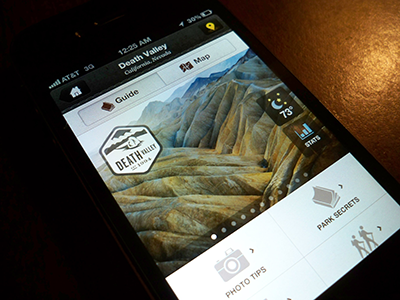 AT&T 3G 12:25 AM 30%
Death Valley
California, Nevada
Guide Map
73°
STATS
DEATH VALLEY
PHOTO TIPS
PARK SECRETS